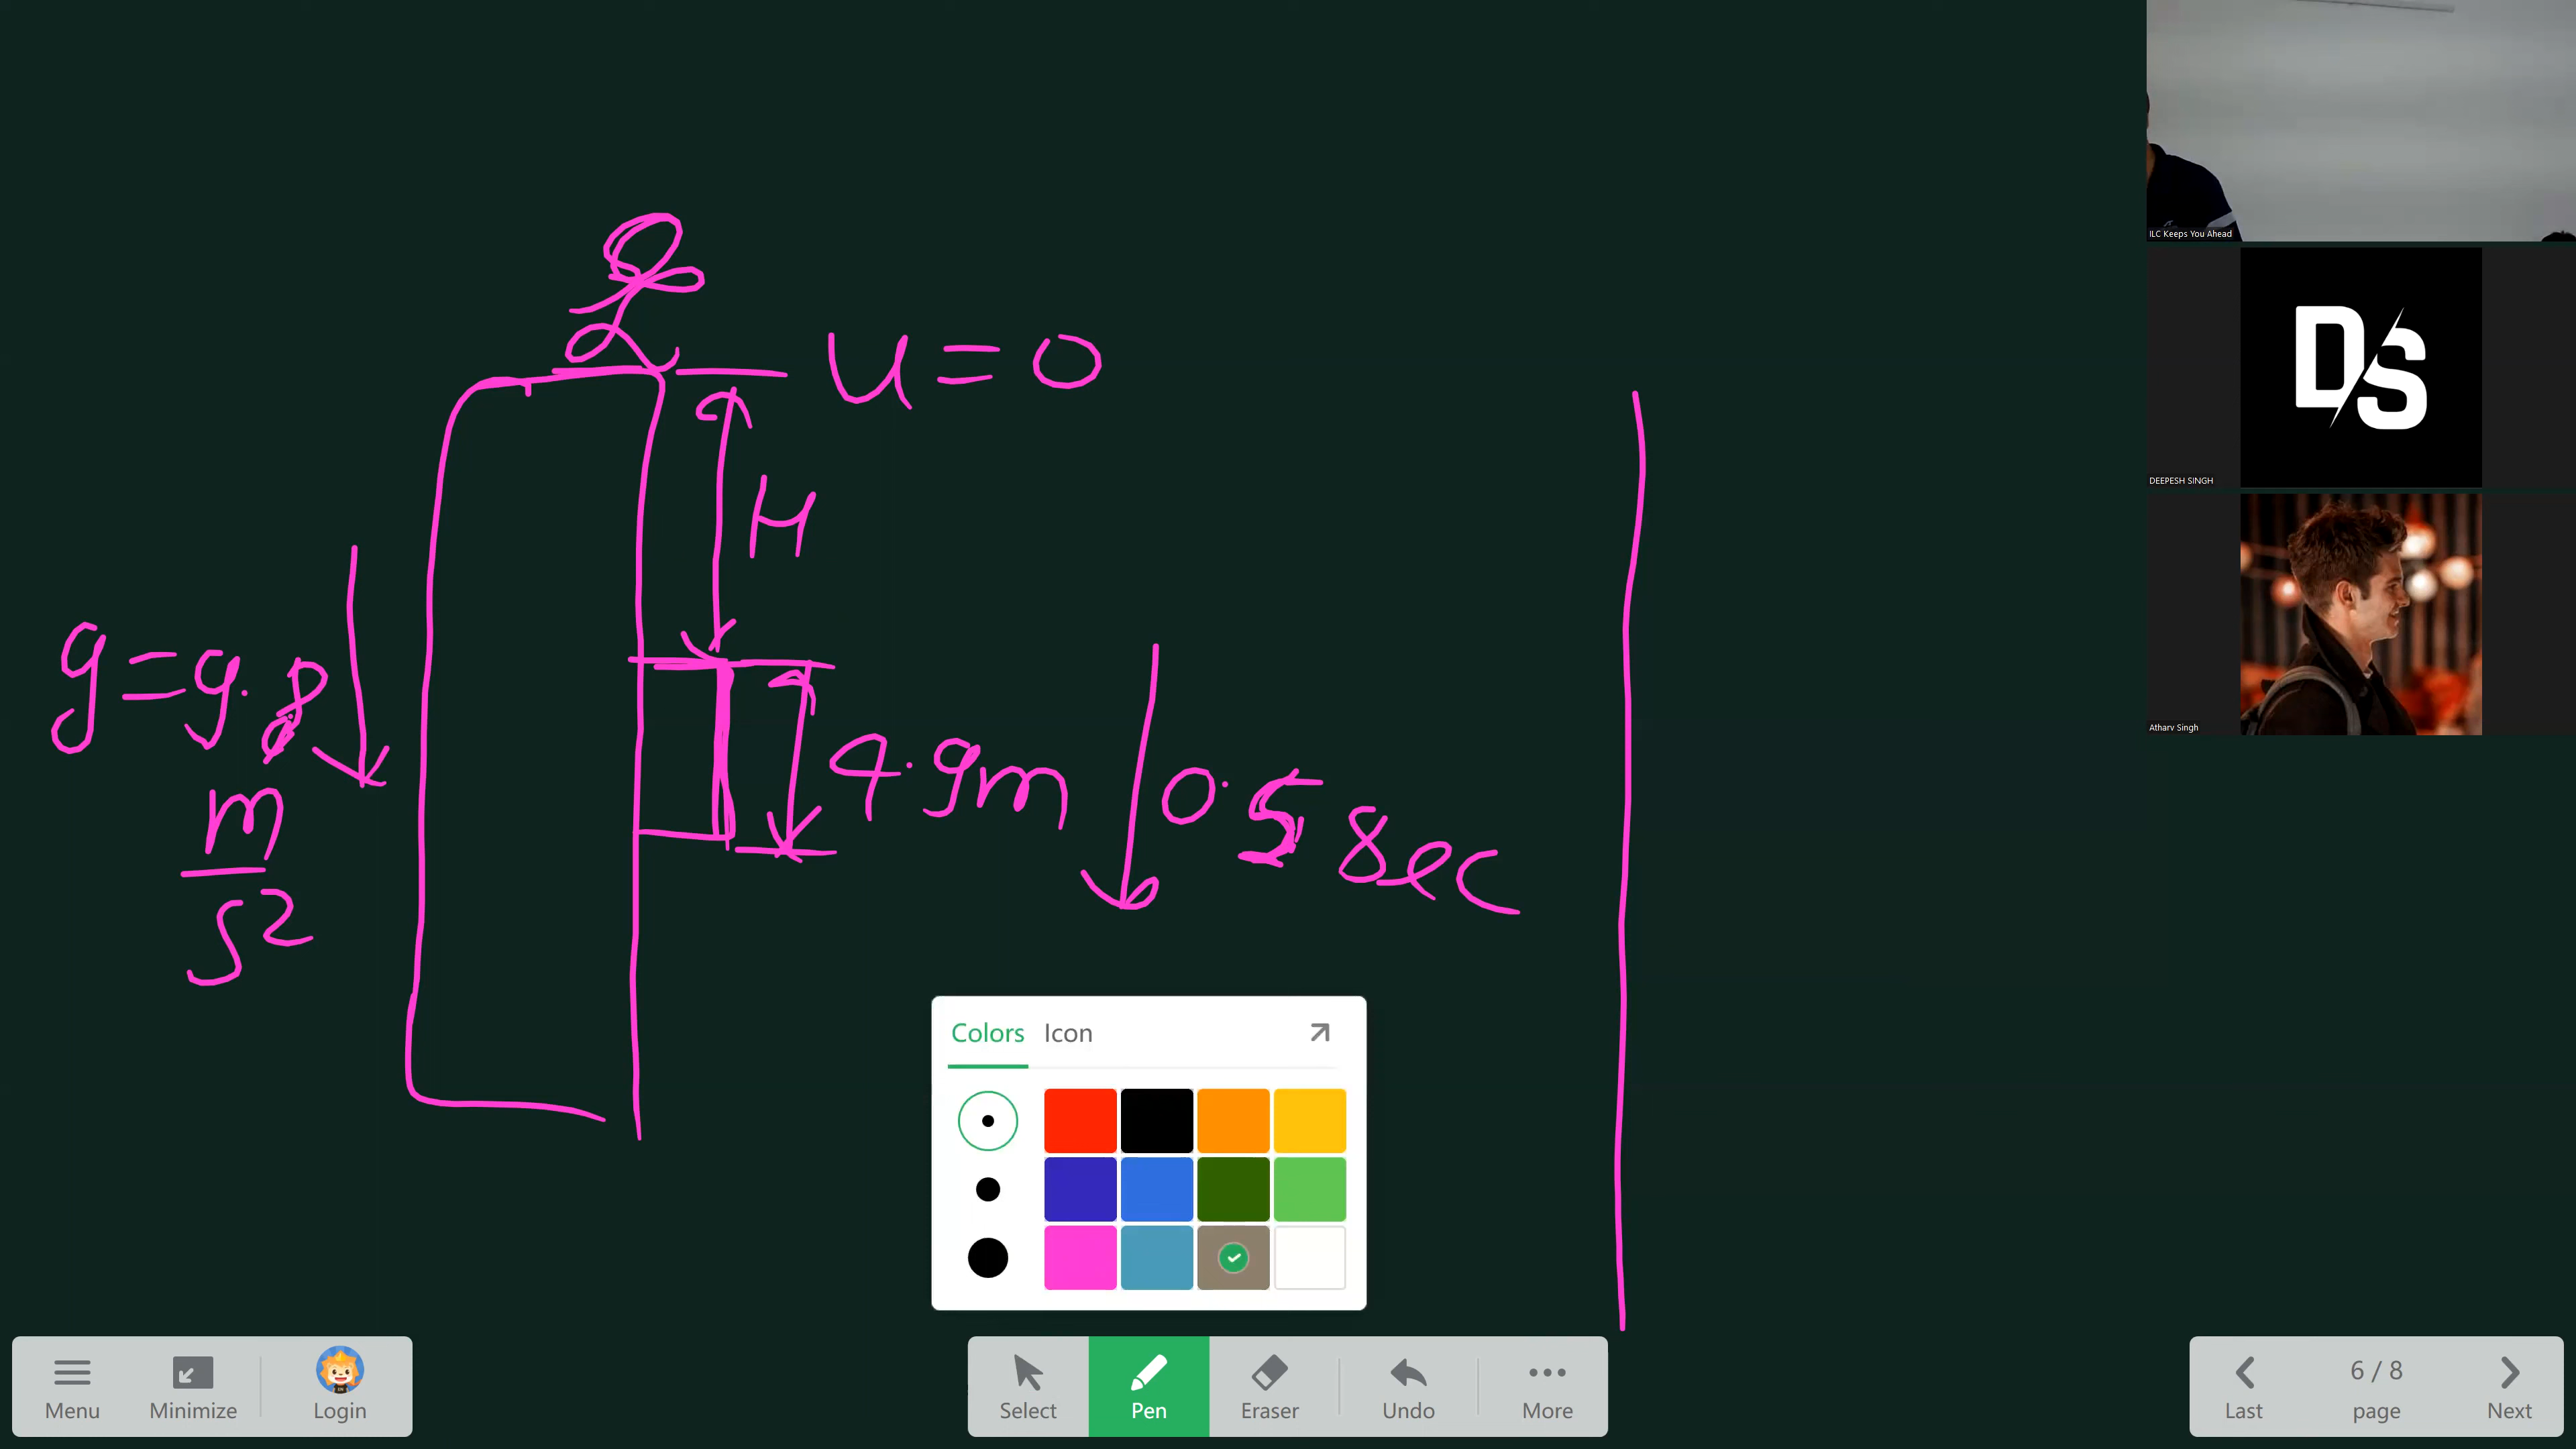 u = 0
H
g = 9.8
m
s²
4.9m
0.5 sec
ILC Keeps You Ahead
DS
DEEPESH SINGH
Atharv Singh
Colors Icon
Menu Minimize Login
Select Pen Eraser Undo More
6 / 8
Last page Next